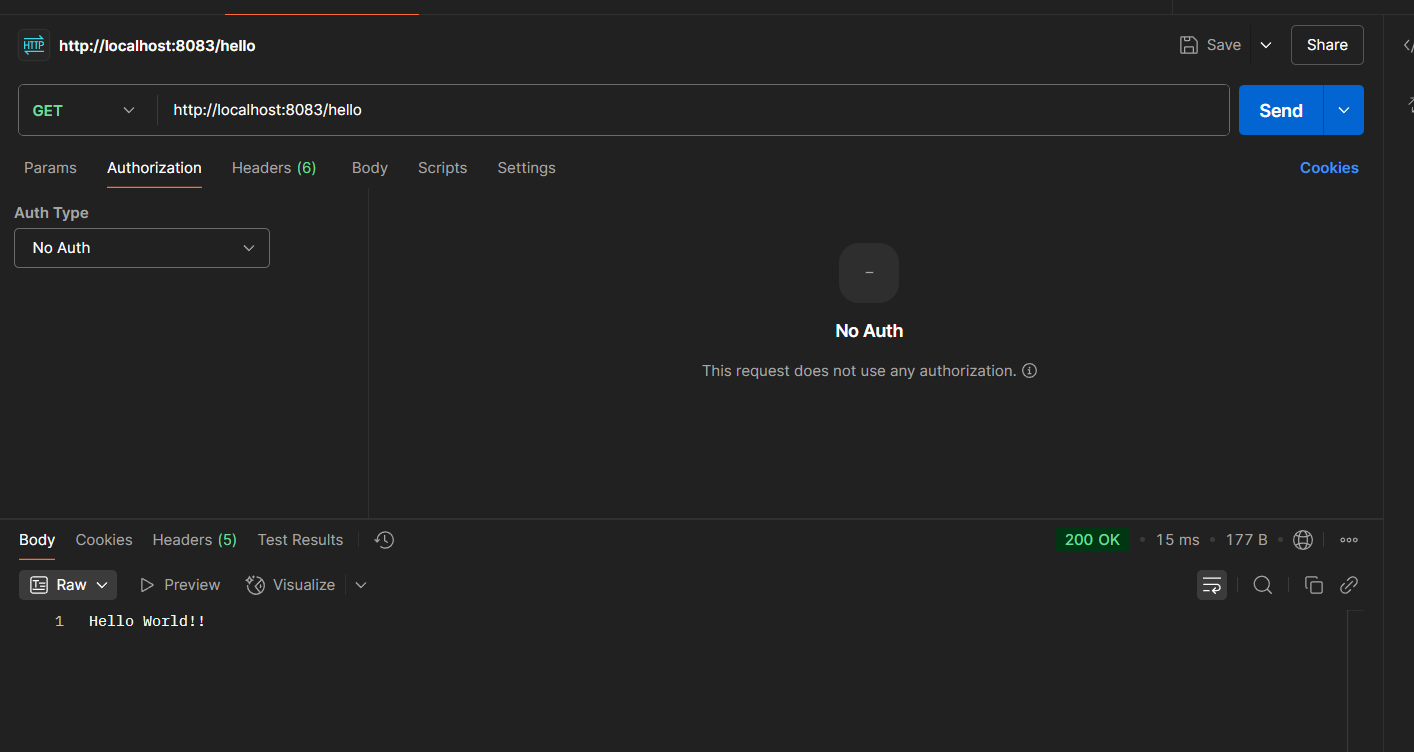 HTTP http://localhost:8083/hello Save Share
GET http://localhost:8083/hello Send
Params Authorization Headers (6) Body Scripts Settings Cookies
Auth Type
No Auth
–
No Auth
This request does not use any authorization.
Body Cookies Headers (5) Test Results 200 OK • 15 ms • 177 B •
Raw Preview Visualize
1 Hello World!!